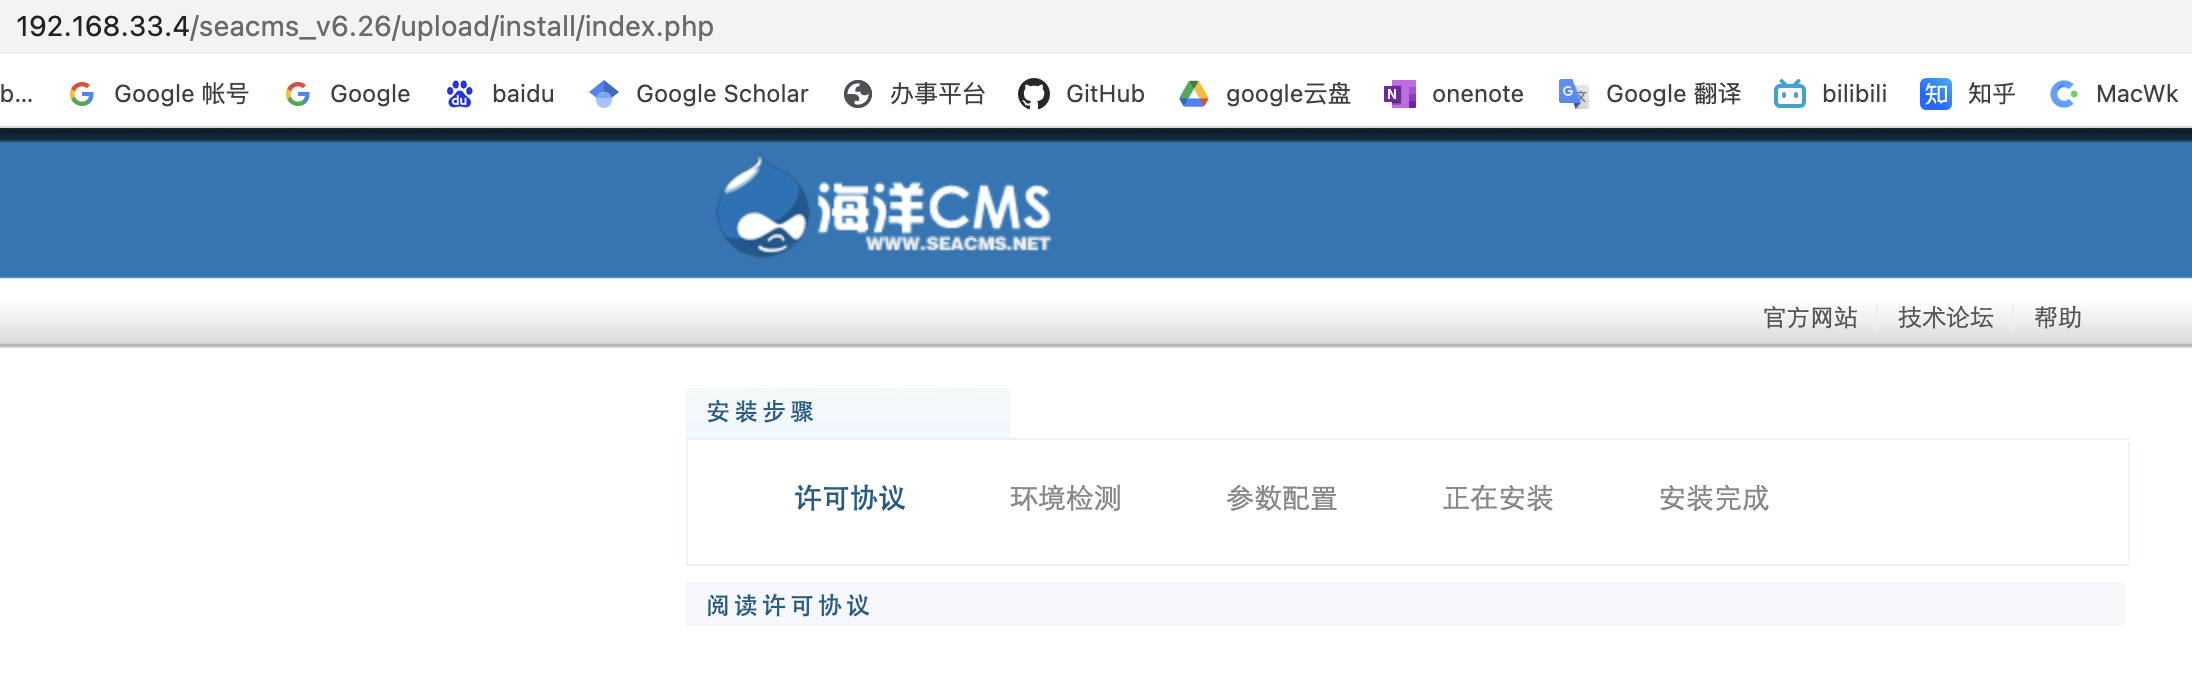 192.168.33.4/seacms_v6.26/upload/install/index.php
b... Google 帐号 Google baidu Google Scholar 办事平台 GitHub google云盘 onenote Google 翻译 bilibili 知乎 MacWk
海洋CMS
WWW.SEACMS.NET
官方网站 技术论坛 帮助
安装步骤
许可协议 环境检测 参数配置 正在安装 安装完成
阅读许可协议